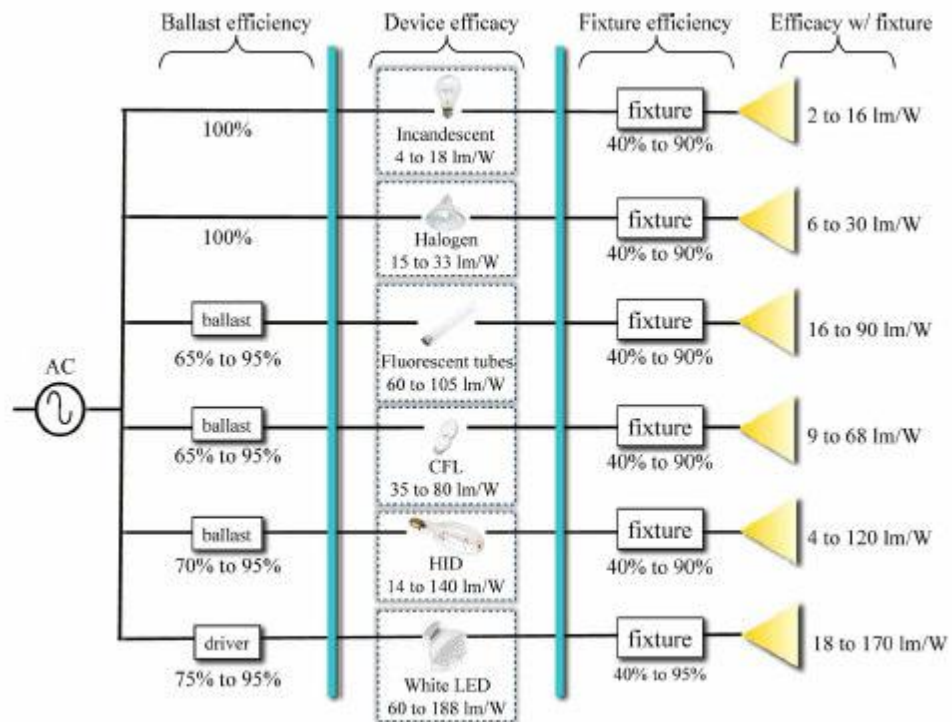 Ballast efficiency Device efficacy Fixture efficiency Efficacy w/ fixture
100%
Incandescent
4 to 18 lm/W
fixture
40% to 90%
2 to 16 lm/W
100%
Halogen
15 to 33 lm/W
fixture
40% to 90%
6 to 30 lm/W
ballast
65% to 95%
Fluorescent tubes
60 to 105 lm/W
fixture
40% to 90%
16 to 90 lm/W
AC
ballast
65% to 95%
CFL
35 to 80 lm/W
fixture
40% to 90%
9 to 68 lm/W
ballast
70% to 95%
HID
14 to 140 lm/W
fixture
40% to 90%
4 to 120 lm/W
driver
75% to 95%
White LED
60 to 188 lm/W
fixture
40% to 95%
18 to 170 lm/W